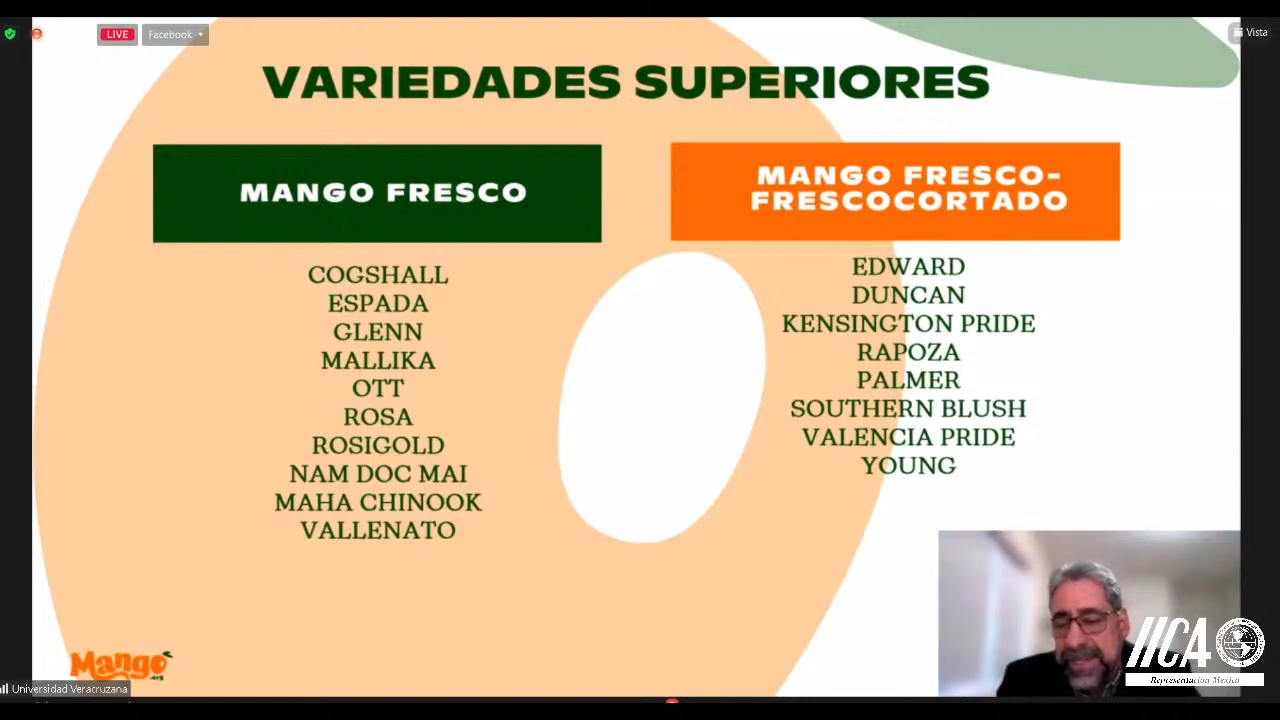 LIVE
Facebook
Vista
VARIEDADES SUPERIORES
MANGO FRESCO
COGSHALL
ESPADA
GLENN
MALLIKA
OTT
ROSA
ROSIGOLD
NAM DOC MAI
MAHA CHINOOK
VALLENATO
MANGO FRESCO-
FRESCOCORTADO
EDWARD
DUNCAN
KENSINGTON PRIDE
RAPOZA
PALMER
SOUTHERN BLUSH
VALENCIA PRIDE
YOUNG
Mango
.org
Universidad Veracruzana
IICA
Representación México